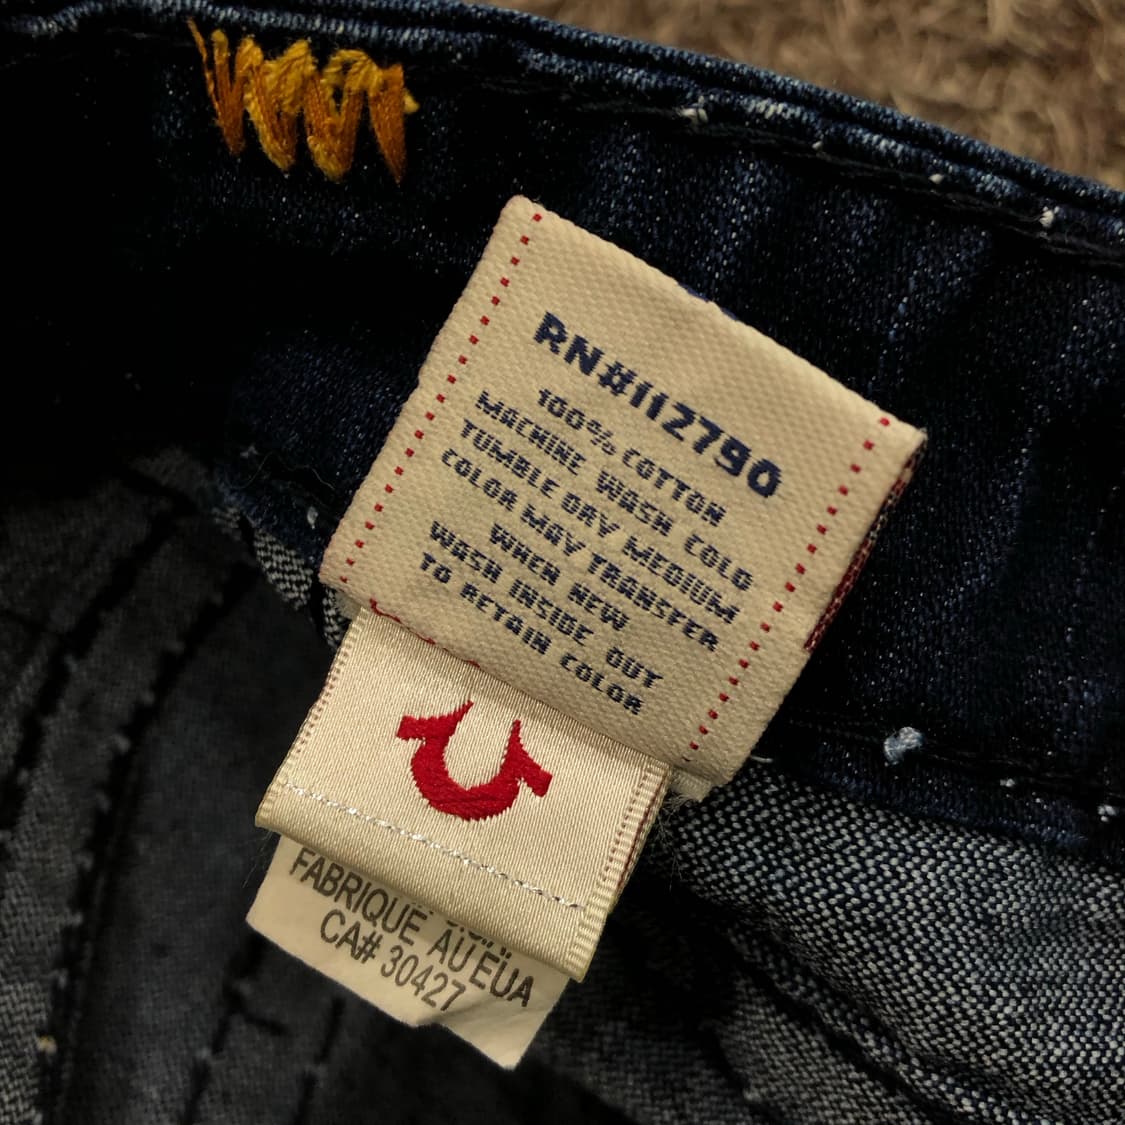 RN#112790
100% COTTON
MACHINE WASH COLD
TUMBLE DRY MEDIUM
COLOR MAY TRANSFER
WHEN NEW
WASH INSIDE OUT
TO RETAIN COLOR
FABRIQUÉ AU ÉUA
CA# 30427